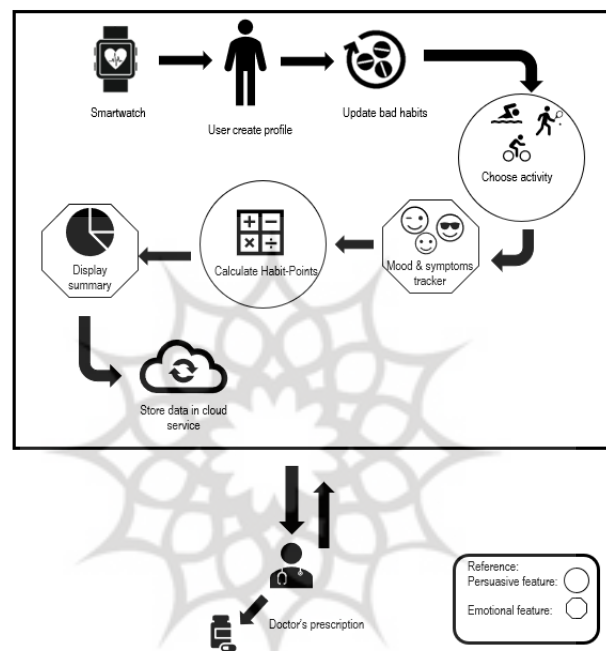 Smartwatch
User create profile
Update bad habits
Choose activity
Mood & symptoms
tracker
Calculate Habit-Points
Display
summary
Store data in cloud
service
Doctor's prescription
Reference:
Persuasive feature:
Emotional feature: